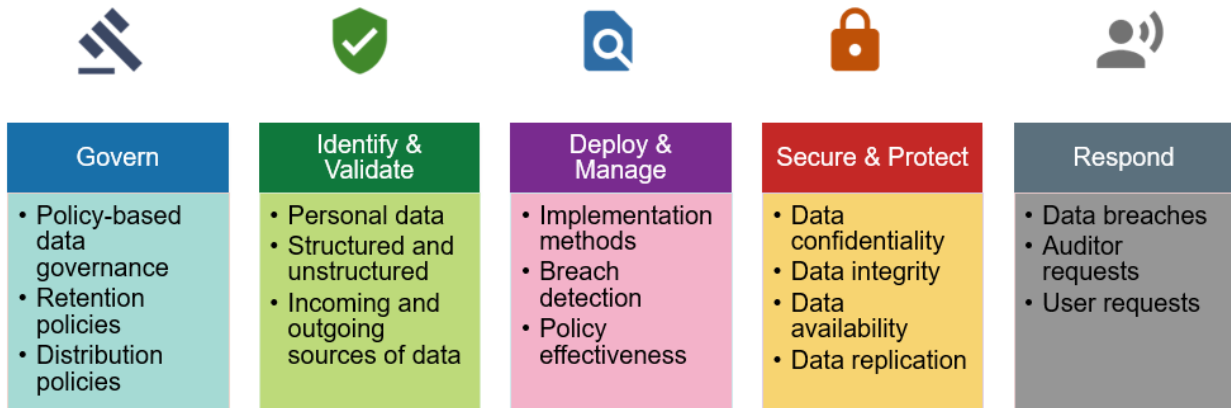 Govern
• Policy-based
data
governance
• Retention
policies
• Distribution
policies
Identify &
Validate
• Personal data
• Structured and
unstructured
• Incoming and
outgoing
sources of data
Deploy &
Manage
• Implementation
methods
• Breach
detection
• Policy
effectiveness
Secure & Protect
• Data
confidentiality
• Data integrity
• Data
availability
• Data replication
Respond
• Data breaches
• Auditor
requests
• User requests